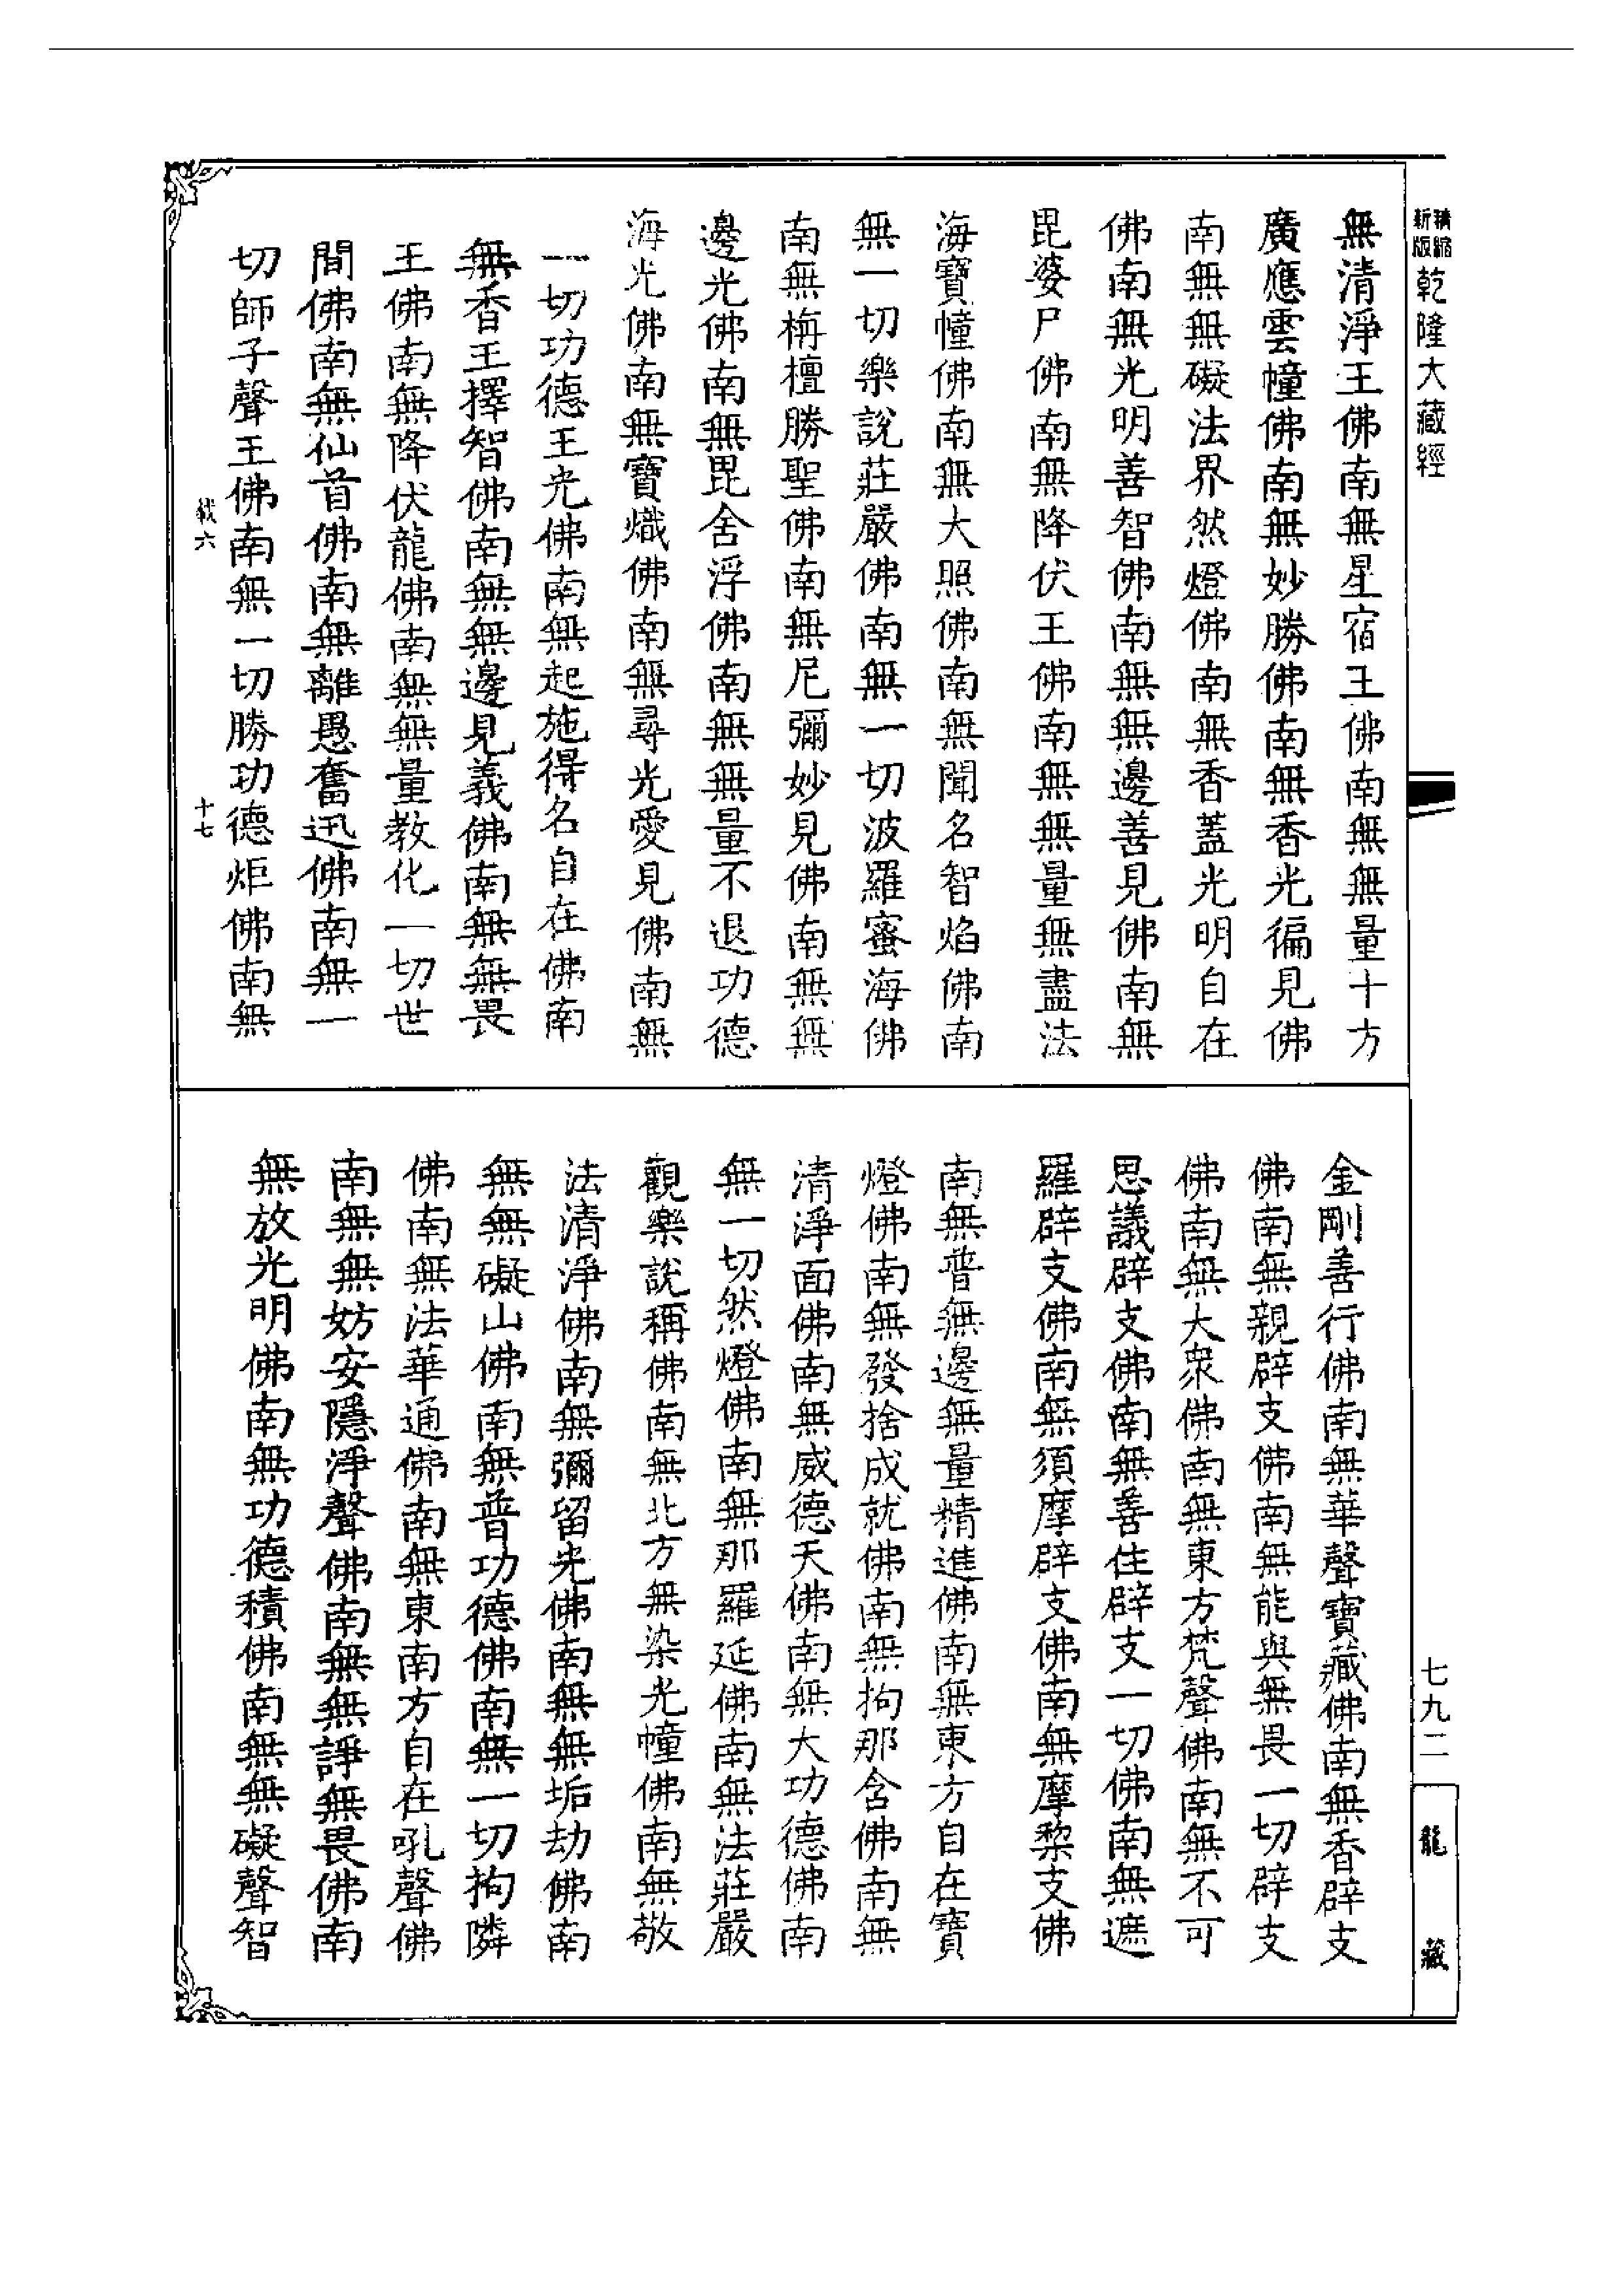 精縮
新版
乾隆大藏經
無清淨王佛南無星宿王佛南無無量十方
廣應雲幢佛南無妙勝佛南無香光徧見佛
南無無礙法界然燈佛南無香蓋光明自在
佛南無光明善智佛南無無邊善見佛南無
毘婆尸佛南無降伏王佛南無無量無盡法
海寶幢佛南無大照佛南無聞名智焰佛南
無一切樂說莊嚴佛南無一切波羅蜜海佛
南無栴檀勝聖佛南無尼彌妙見佛南無無
邊光佛南無毘舍浮佛南無無量不退功德
海光佛南無寶熾佛南無尋光愛見佛南無
一切功德王光佛南無起施得名自在佛南
無香王擇智佛南無無邊見義佛南無無畏
王佛南無降伏龍佛南無無量教化一切世
間佛南無仙首佛南無離愚奮迅佛南無一
切師子聲王佛南無一切勝功德炬佛南無
六
十七
金剛善行佛南無華聲寶藏佛南無香辟支
佛南無親辟支佛南無能與無畏一切辟支
佛南無大眾佛南無東方梵聲佛南無不可
思議辟支佛南無善住辟支一切佛南無遮
羅辟支佛南無須摩辟支佛南無摩黎支佛
南無普無邊無量精進佛南無東方自在寶
燈佛南無發捨成就佛南無拘那含佛南無
清淨面佛南無威德天佛南無大功德佛南
無一切然燈佛南無那羅延佛南無法莊嚴
觀樂說稱佛南無北方無染光幢佛南無敬
法清淨佛南無彌留光佛南無無垢劫佛南
無無礙山佛南無普功德佛南無一切拘隣
佛南無法華通佛南無東南方自在吼聲佛
南無無妨安隱淨聲佛南無無諍無畏佛南
無放光明佛南無功德積佛南無無礙聲智
七九二
龍藏